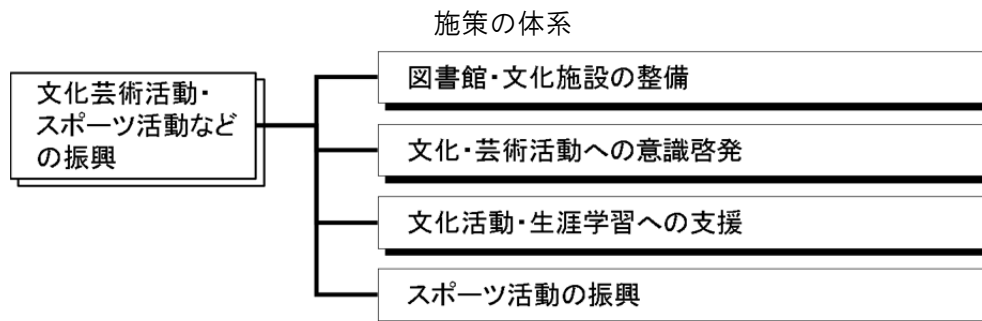 施策の体系
文化芸術活動・
スポーツ活動など
の振興
図書館・文化施設の整備
文化・芸術活動への意識啓発
文化活動・生涯学習への支援
スポーツ活動の振興